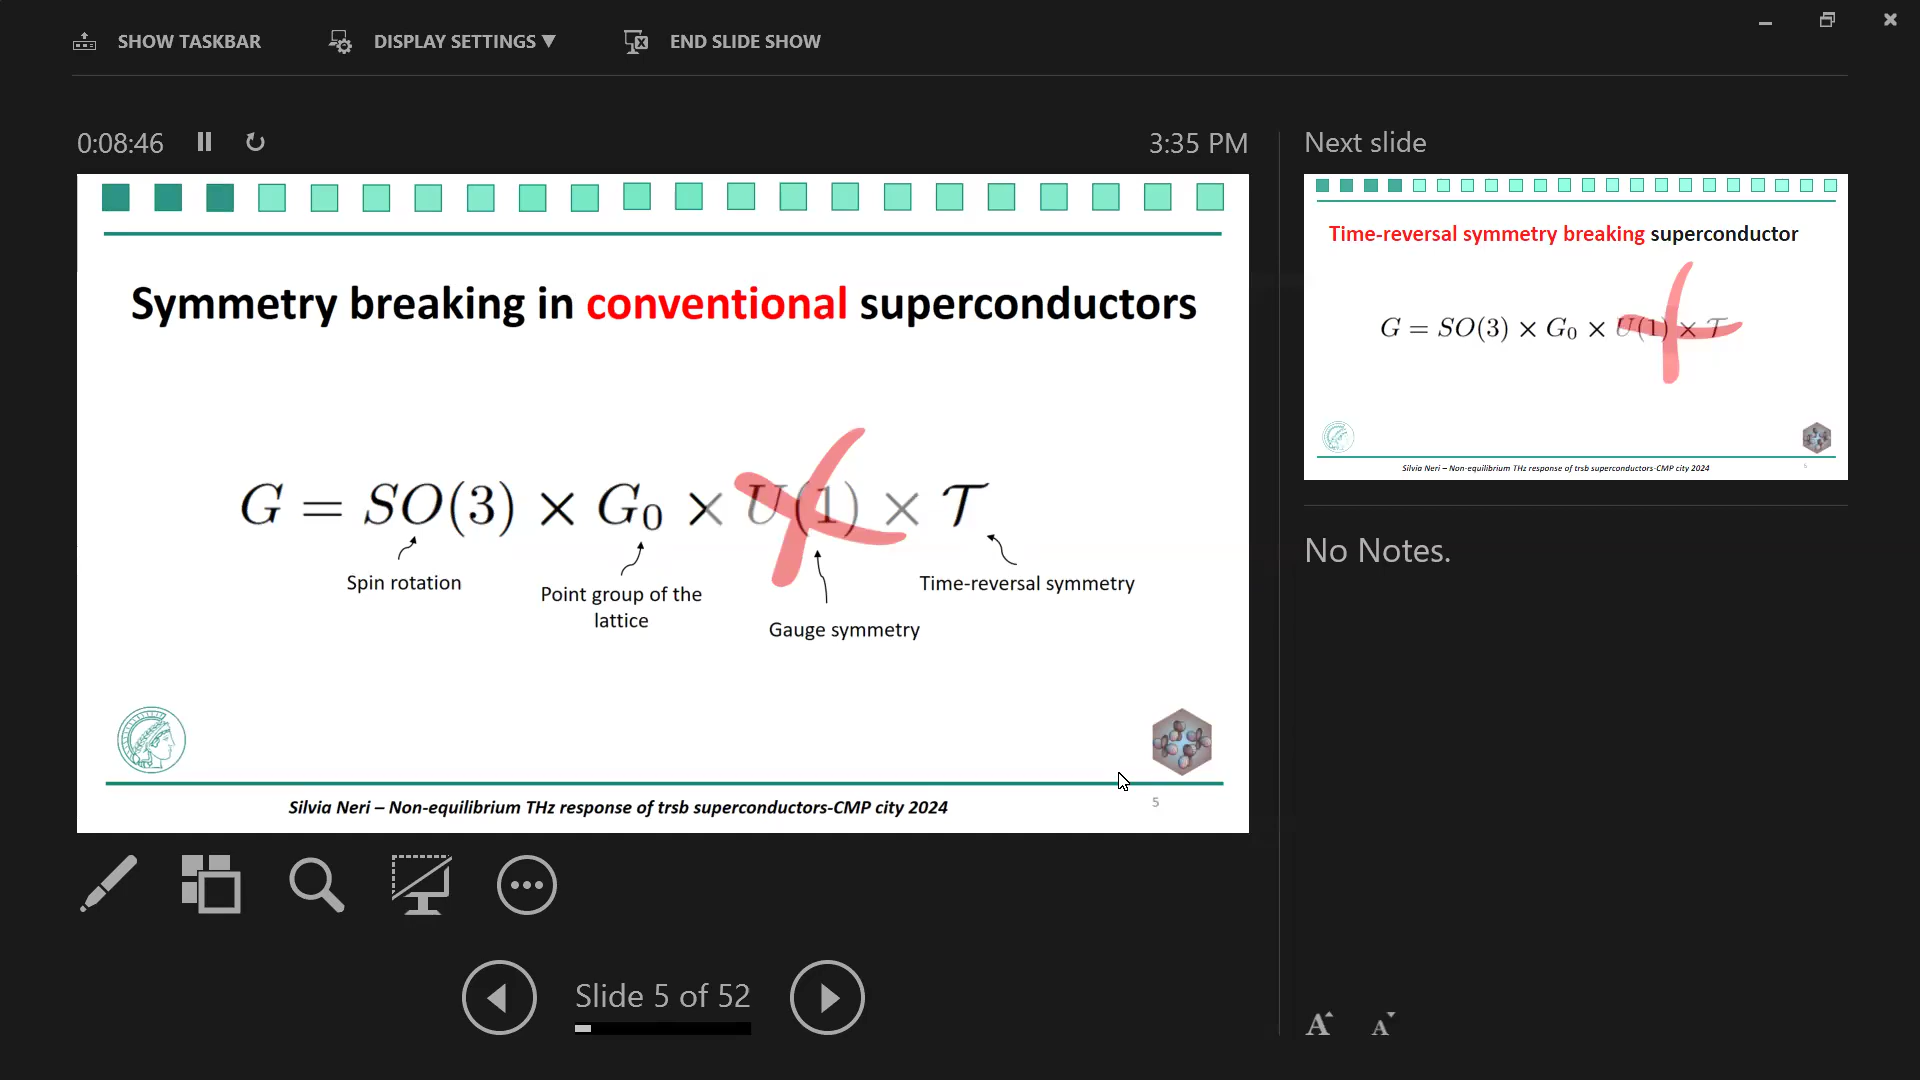 SHOW TASKBAR
DISPLAY SETTINGS ▼
END SLIDE SHOW
0:08:46
3:35 PM
Symmetry breaking in conventional superconductors
G = SO(3) × G₀ × U(1) × 𝒯
Spin rotation
Point group of the
lattice
Gauge symmetry
Time-reversal symmetry
Silvia Neri – Non-equilibrium THz response of trsb superconductors-CMP city 2024
5
Slide 5 of 52
Next slide
Time-reversal symmetry breaking superconductor
G = SO(3) × G₀ × U(1) × 𝒯
Silvia Neri – Non-equilibrium THz response of trsb superconductors-CMP city 2024
5
No Notes.
A A